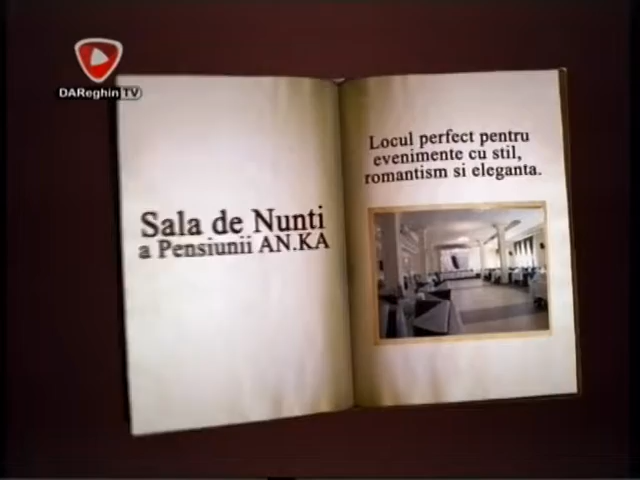 DAReghin TV
Sala de Nunti
a Pensiunii AN.KA
Locul perfect pentru
evenimente cu stil,
romantism si eleganta.